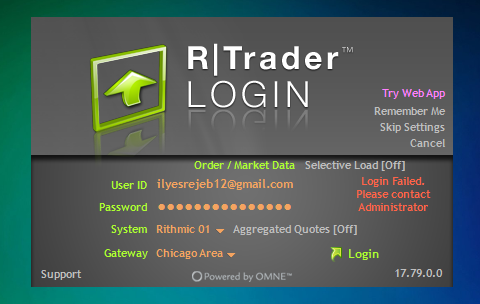 R|Trader™
LOGIN
Try Web App
Remember Me
Skip Settings
Cancel
Order / Market Data Selective Load [Off]
User ID ilyesrejeb12@gmail.com
Login Failed.
Please contact
Administrator
Password ●●●●●●●●●●●●●●●
System Rithmic 01 Aggregated Quotes [Off]
Gateway Chicago Area Login
Support Powered by OMNE™ 17.79.0.0